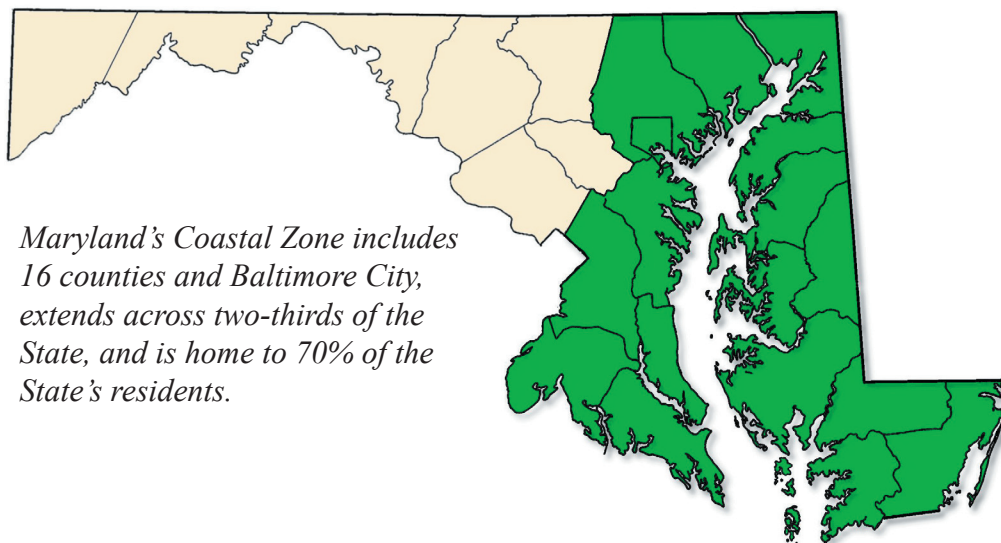 Maryland’s Coastal Zone includes
16 counties and Baltimore City,
extends across two-thirds of the
State, and is home to 70% of the
State’s residents.